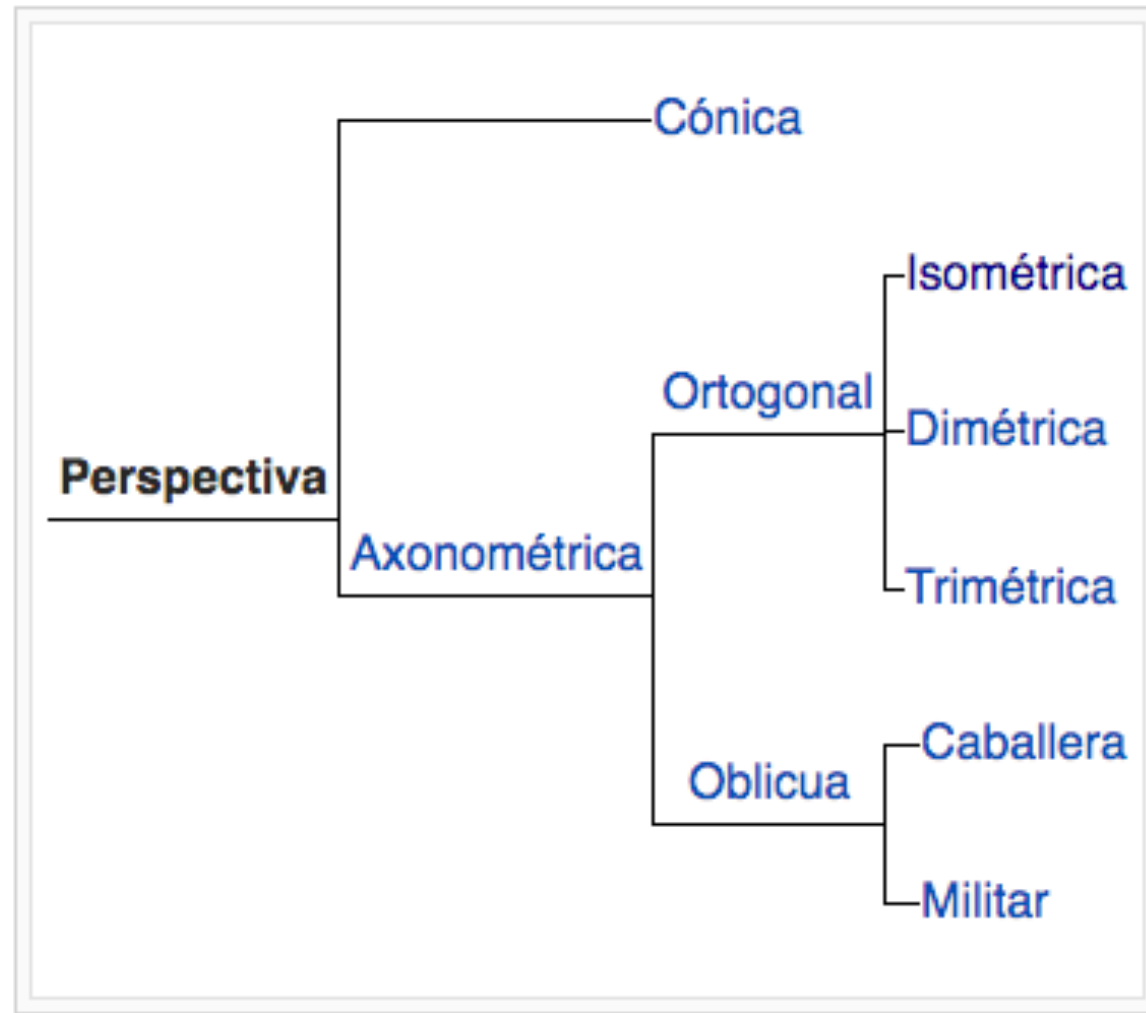 Cónica
Isométrica
Ortogonal
Dimétrica
Perspectiva
Axonométrica
Trimétrica
Caballera
Oblicua
Militar